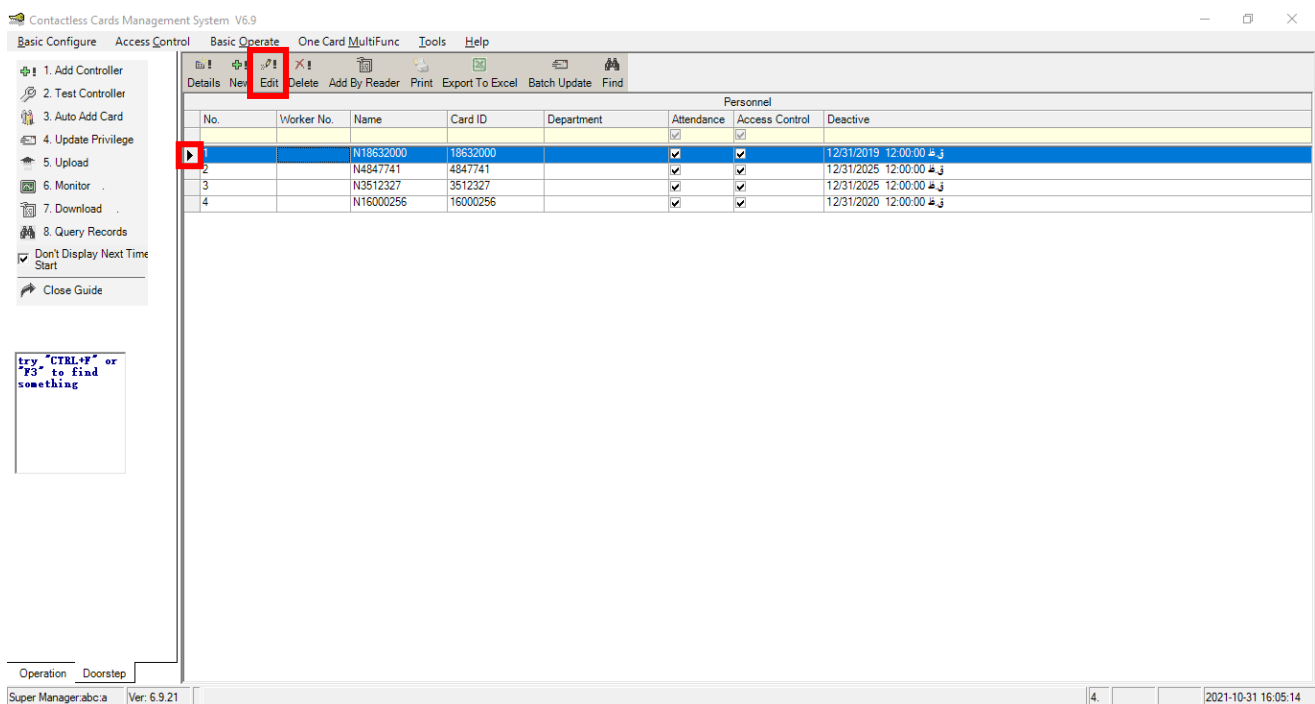 Contactless Cards Management System V6.9
Basic Configure Access Control Basic Operate One Card MultiFunc Tools Help
Details New Edit Delete Add By Reader Print Export To Excel Batch Update Find
1. Add Controller
2. Test Controller
3. Auto Add Card
4. Update Privilege
5. Upload
6. Monitor .
7. Download .
8. Query Records
Don't Display Next Time
Start
Close Guide
try "CTRL+F" or
"F3" to find
something
Operation Doorstep
Personnel
No. Worker No. Name Card ID Department Attendance Access Control Deactive
1 N18632000 18632000 12/31/2019 12:00:00 ق.ظ
2 N4847741 4847741 12/31/2025 12:00:00 ق.ظ
3 N3512327 3512327 12/31/2025 12:00:00 ق.ظ
4 N16000256 16000256 12/31/2020 12:00:00 ق.ظ
Super Manager:abc:a Ver: 6.9.21 4. 2021-10-31 16:05:14